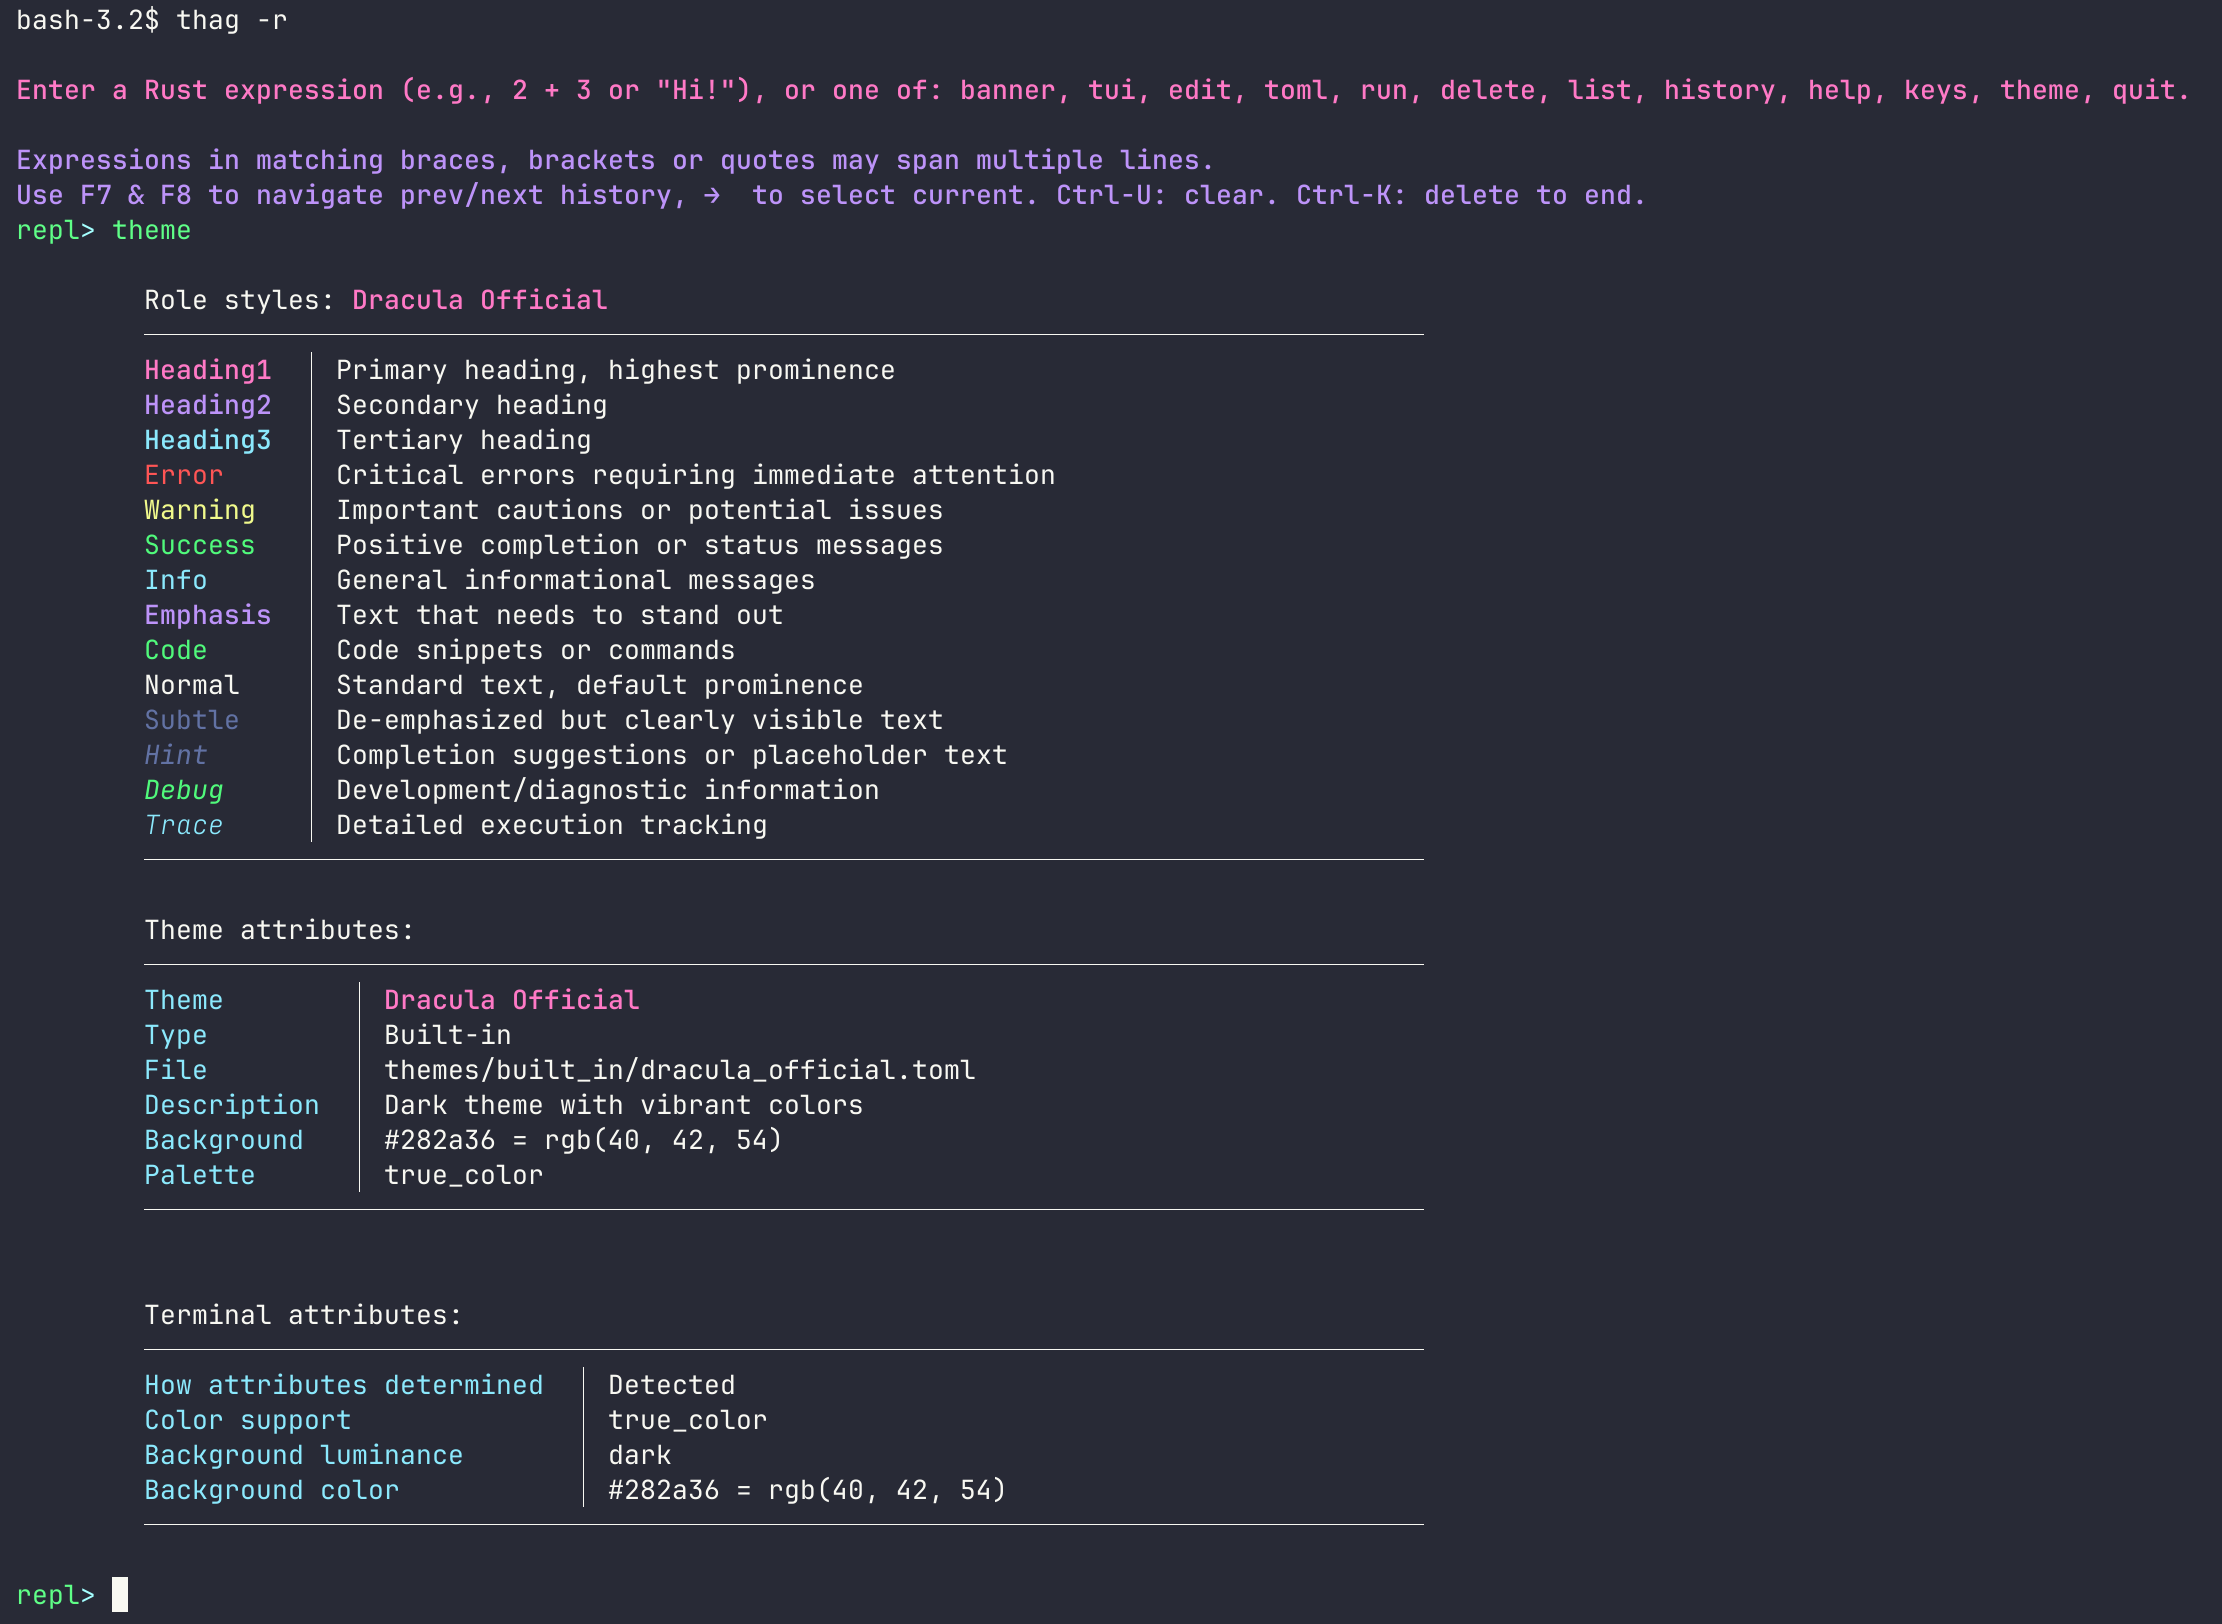 bash-3.2$ thag -r
Enter a Rust expression (e.g., 2 + 3 or "Hi!"), or one of: banner, tui, edit, toml, run, delete, list, history, help, keys, theme, quit.
Expressions in matching braces, brackets or quotes may span multiple lines.
Use F7 & F8 to navigate prev/next history, →  to select current. Ctrl-U: clear. Ctrl-K: delete to end.
repl> theme
Role styles: Dracula Official
Heading1 │ Primary heading, highest prominence
Heading2 │ Secondary heading
Heading3 │ Tertiary heading
Error │ Critical errors requiring immediate attention
Warning │ Important cautions or potential issues
Success │ Positive completion or status messages
Info │ General informational messages
Emphasis │ Text that needs to stand out
Code │ Code snippets or commands
Normal │ Standard text, default prominence
Subtle │ De-emphasized but clearly visible text
Hint │ Completion suggestions or placeholder text
Debug │ Development/diagnostic information
Trace │ Detailed execution tracking
Theme attributes:
Theme │ Dracula Official
Type │ Built-in
File │ themes/built_in/dracula_official.toml
Description │ Dark theme with vibrant colors
Background │ #282a36 = rgb(40, 42, 54)
Palette │ true_color
Terminal attributes:
How attributes determined │ Detected
Color support │ true_color
Background luminance │ dark
Background color │ #282a36 = rgb(40, 42, 54)
repl>